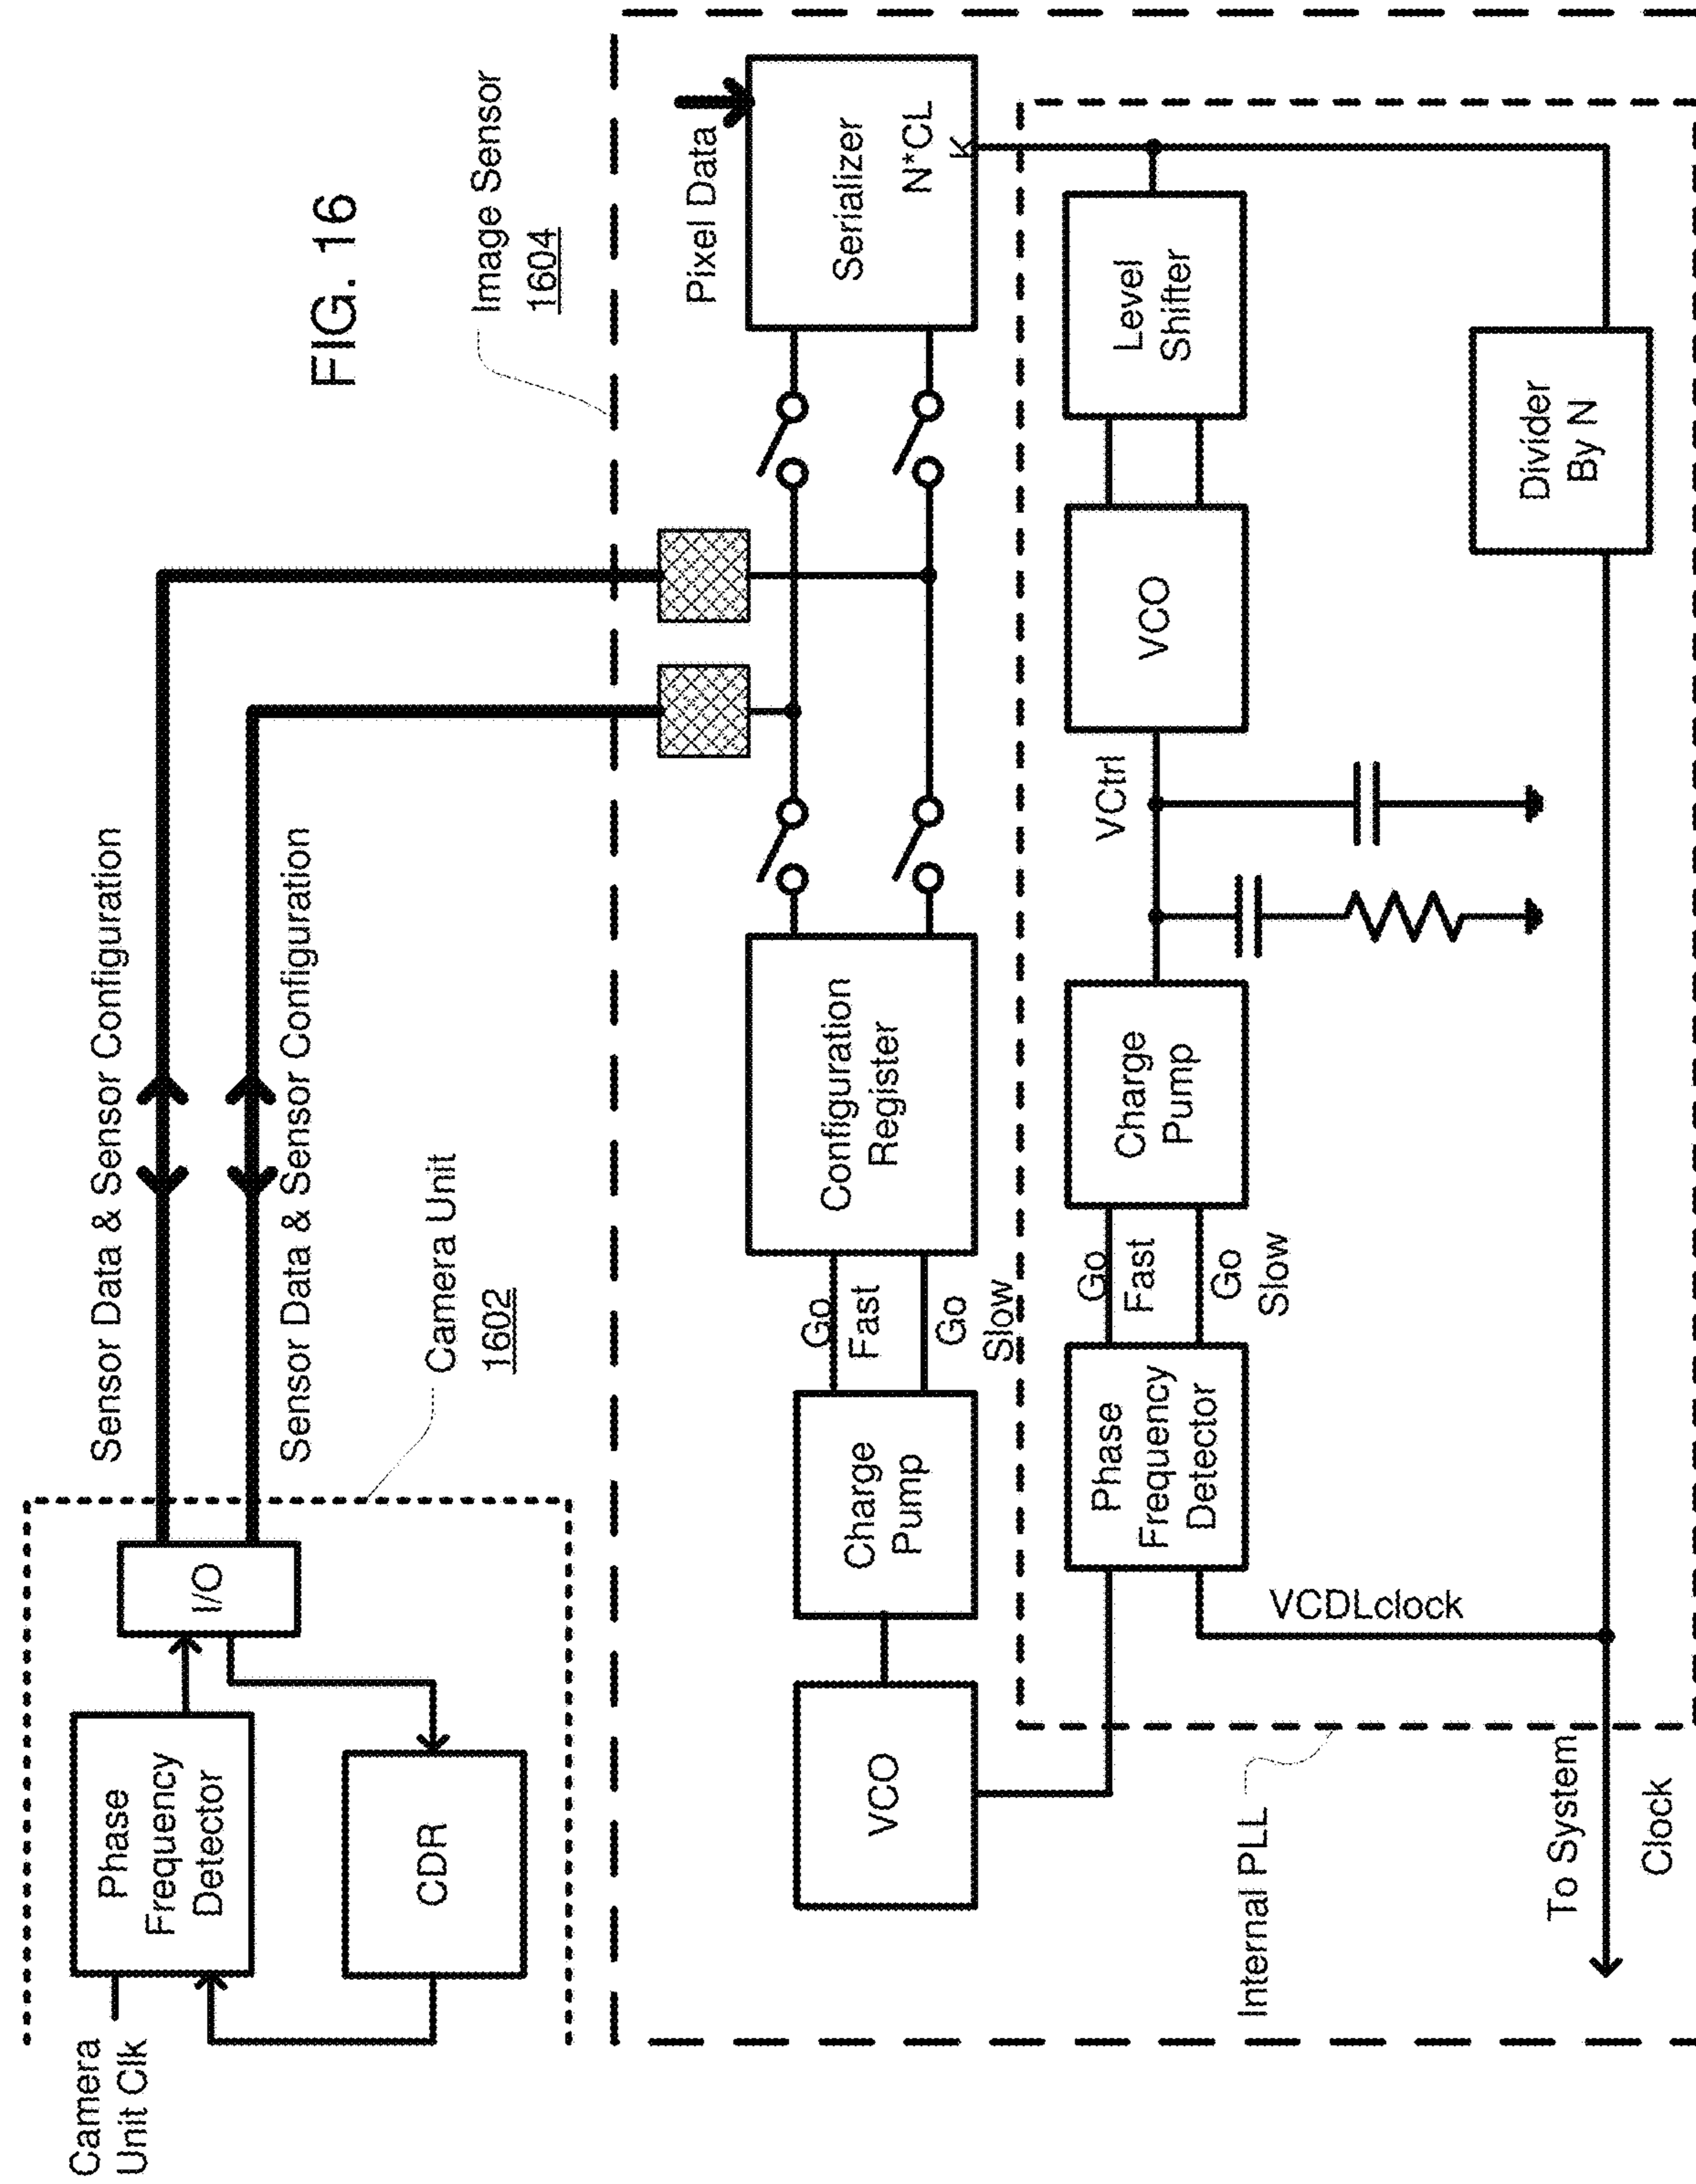 FIG. 16
Camera
Unit Clk
Phase
Frequency
Detector
CDR
I/O
Sensor Data & Sensor Configuration
Sensor Data & Sensor Configuration
Camera Unit
1602
Image Sensor
1604
VCO
Charge
Pump
Go
Fast
Go
Slow
Configuration
Register
Pixel Data
Serializer
N*CL
K
Internal PLL
Phase
Frequency
Detector
Go
Fast
Go
Slow
Charge
Pump
VCtrl
VCO
Level
Shifter
VCDLclock
Divider
By N
To System
Clock